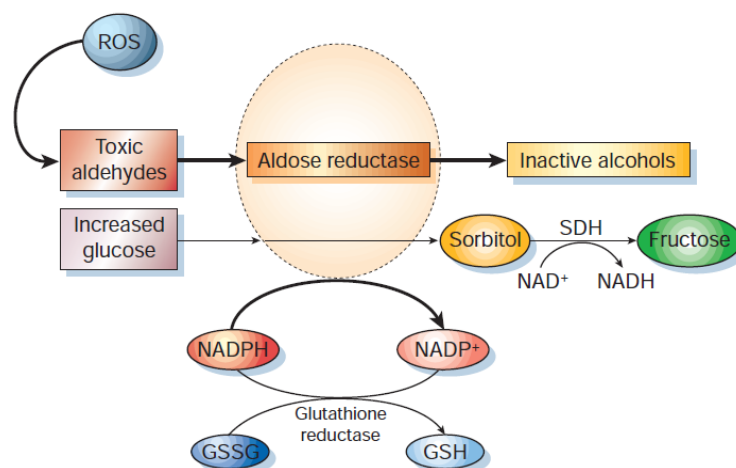 ROS
Toxic
aldehydes
Aldose reductase
Inactive alcohols
Increased
glucose
Sorbitol
SDH
Fructose
NAD⁺
NADH
NADPH
NADP⁺
Glutathione
reductase
GSSG
GSH